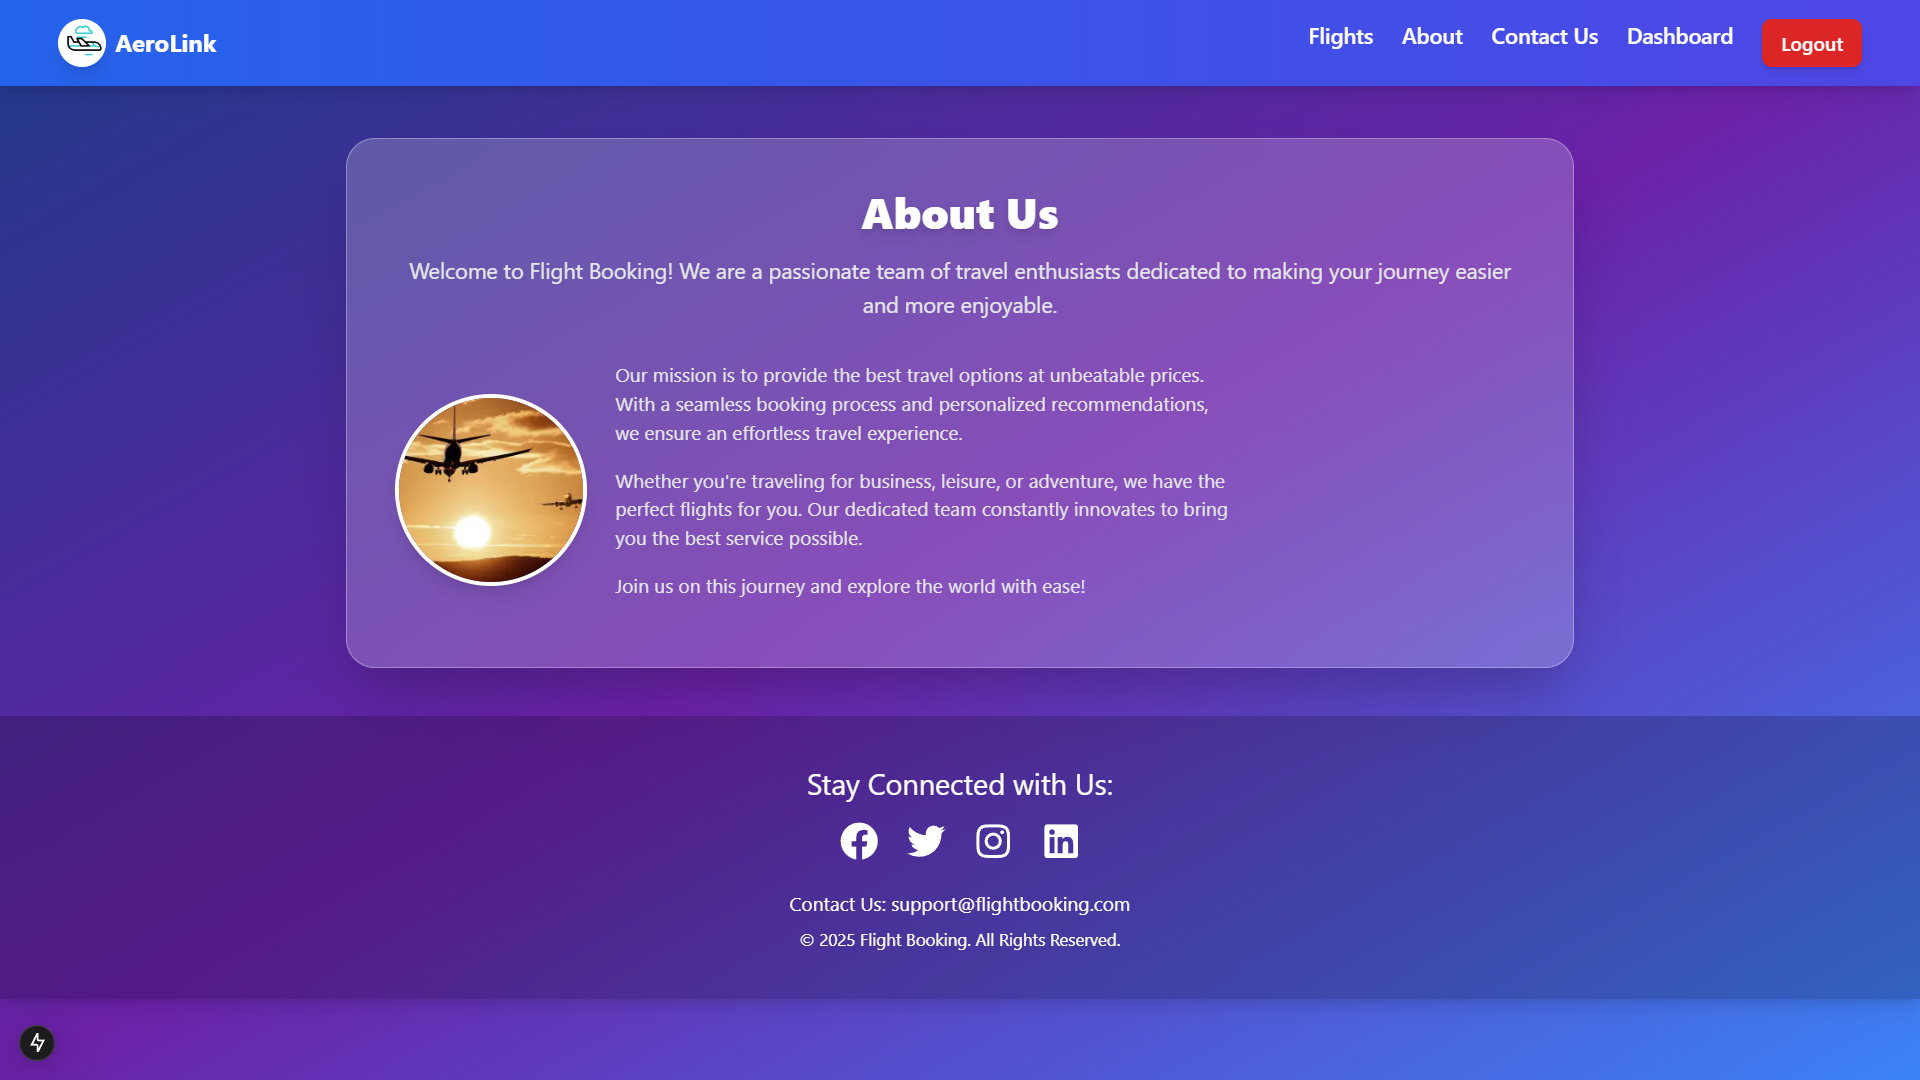 AeroLink
Flights
About
Contact Us
Dashboard
Logout
About Us
Welcome to Flight Booking! We are a passionate team of travel enthusiasts dedicated to making your journey easier
and more enjoyable.
Our mission is to provide the best travel options at unbeatable prices.
With a seamless booking process and personalized recommendations,
we ensure an effortless travel experience.
Whether you're traveling for business, leisure, or adventure, we have the
perfect flights for you. Our dedicated team constantly innovates to bring
you the best service possible.
Join us on this journey and explore the world with ease!
Stay Connected with Us:
Contact Us: support@flightbooking.com
© 2025 Flight Booking. All Rights Reserved.